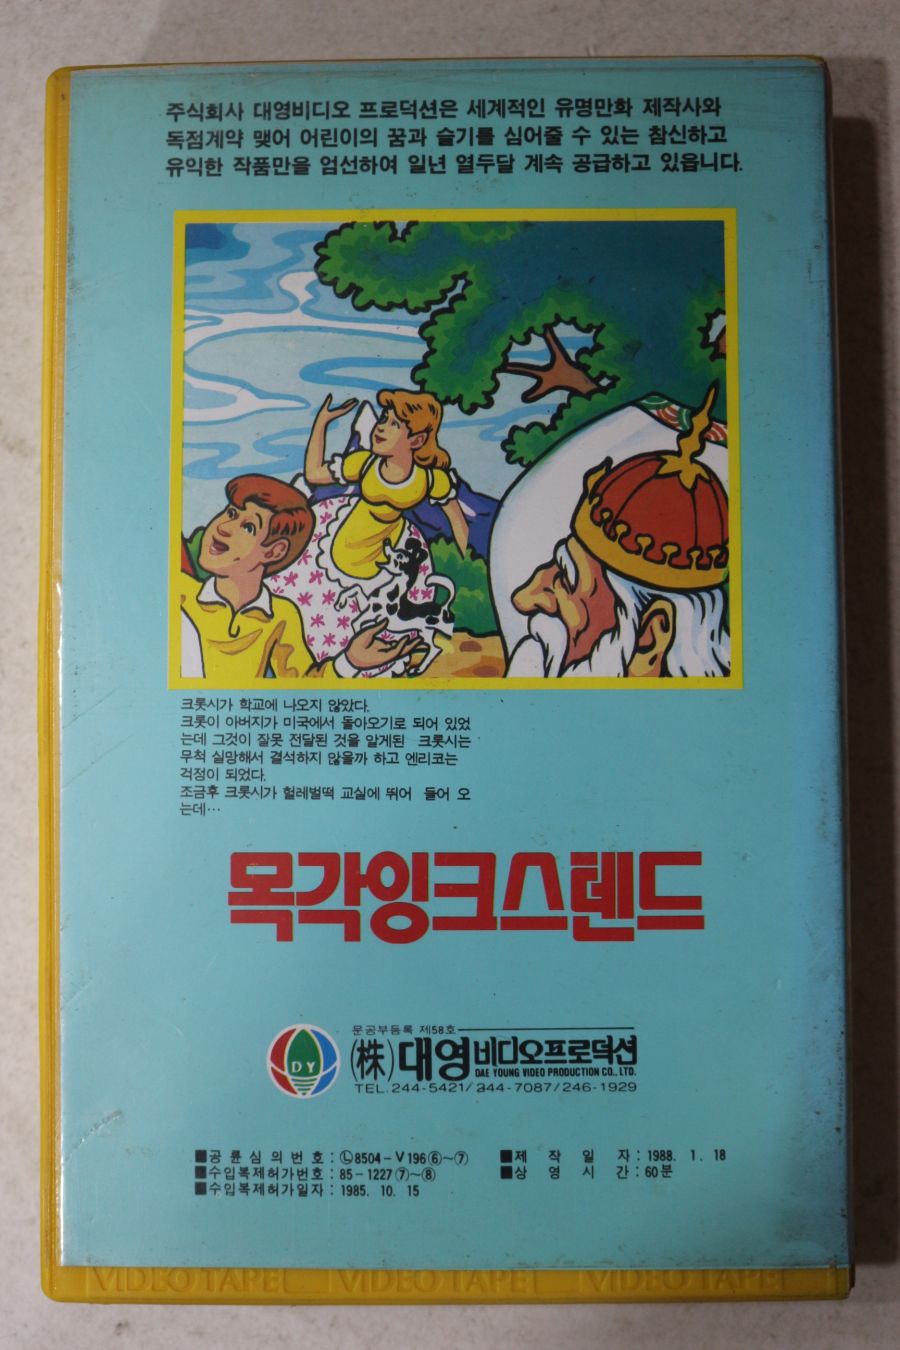 주식회사 대영비디오 프로덕션은 세계적인 유명만화 제작사와
독점계약 맺어 어린이의 꿈과 슬기를 심어줄 수 있는 참신하고
유익한 작품만을 엄선하여 일년 열두달 계속 공급하고 있읍니다.
크롯시가 학교에 나오지 않았다.
크롯이 아버지가 미국에서 돌아오기로 되어 있었
는데 그것이 잘못 전달된 것을 알게된 크롯시는
무척 실망해서 결석하지 않을까 하고 엔리코는
걱정이 되었다.
조금후 크롯시가 헐레벌떡 교실에 뛰어 들어 오
는데…
목각잉크스텐드
문공부등록 제58호
DY
(株)대영비디오프로덕션
DAE YOUNG VIDEO PRODUCTION CO., LTD.
TEL. 244-5421/344-7087/246-1929
■공륜심의번호 : Ⓛ8504-V196⑥~⑦
■수입복제허가번호 : 85-1227⑦~⑧
■수입복제허가일자 : 1985. 10. 15
■제작일자 : 1988. 1. 18
■상영시간 : 60분
VIDEO TAPE VIDEO TAPE VIDEO TAPE